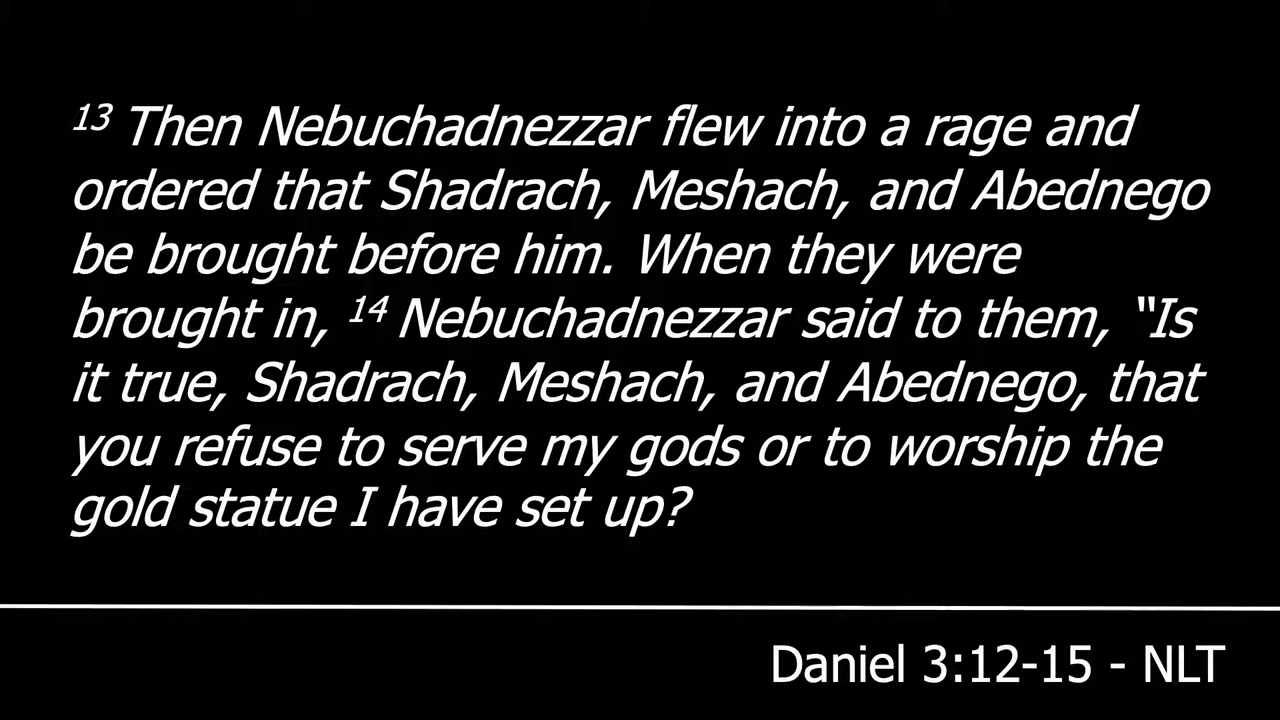 13 Then Nebuchadnezzar flew into a rage and
ordered that Shadrach, Meshach, and Abednego
be brought before him. When they were
brought in, 14 Nebuchadnezzar said to them, “Is
it true, Shadrach, Meshach, and Abednego, that
you refuse to serve my gods or to worship the
gold statue I have set up?
Daniel 3:12-15 - NLT